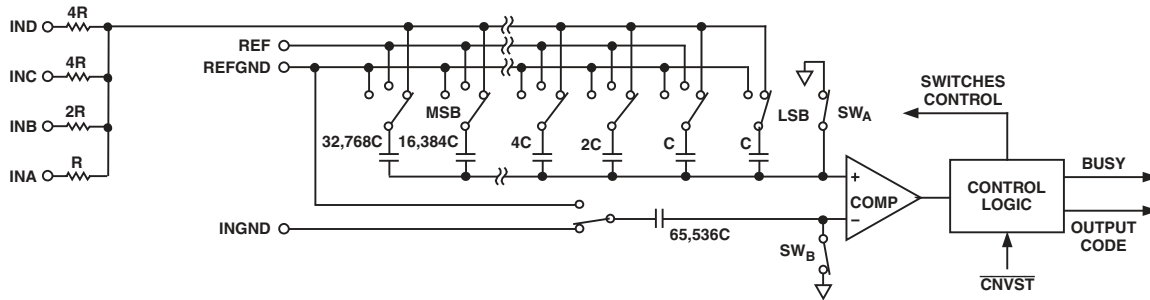 IND
4R
INC
4R
INB
2R
INA
R
REF
REFGND
MSB
32,768C
16,384C
4C
2C
C
C
LSB
SWA
INGND
65,536C
SWB
+
COMP
−
SWITCHES
CONTROL
CONTROL
LOGIC
BUSY
OUTPUT
CODE
CNVST